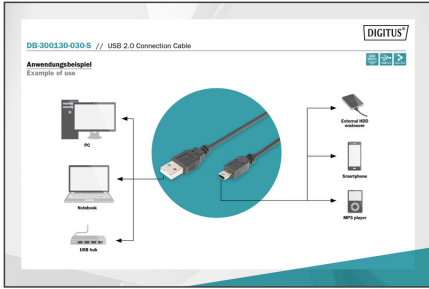 DIGITUS®
DB-300130-030-S // USB 2.0 Connection Cable
Anwendungsbeispiel
Example of use
PC
Notebook
USB hub
External HDD
enclosure
Smartphone
MP3 player